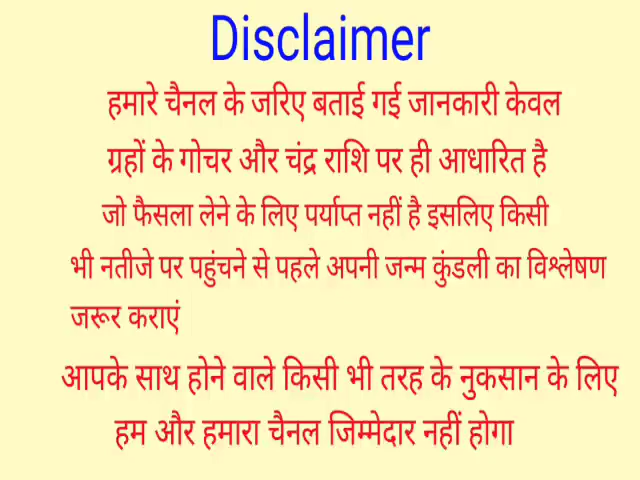 Disclaimer
हमारे चैनल के जरिए बताई गई जानकारी केवल
ग्रहों के गोचर और चंद्र राशि पर ही आधारित है
जो फैसला लेने के लिए पर्याप्त नहीं है इसलिए किसी
भी नतीजे पर पहुंचने से पहले अपनी जन्म कुंडली का विश्लेषण
जरूर कराएं
आपके साथ होने वाले किसी भी तरह के नुकसान के लिए
हम और हमारा चैनल जिम्मेदार नहीं होगा